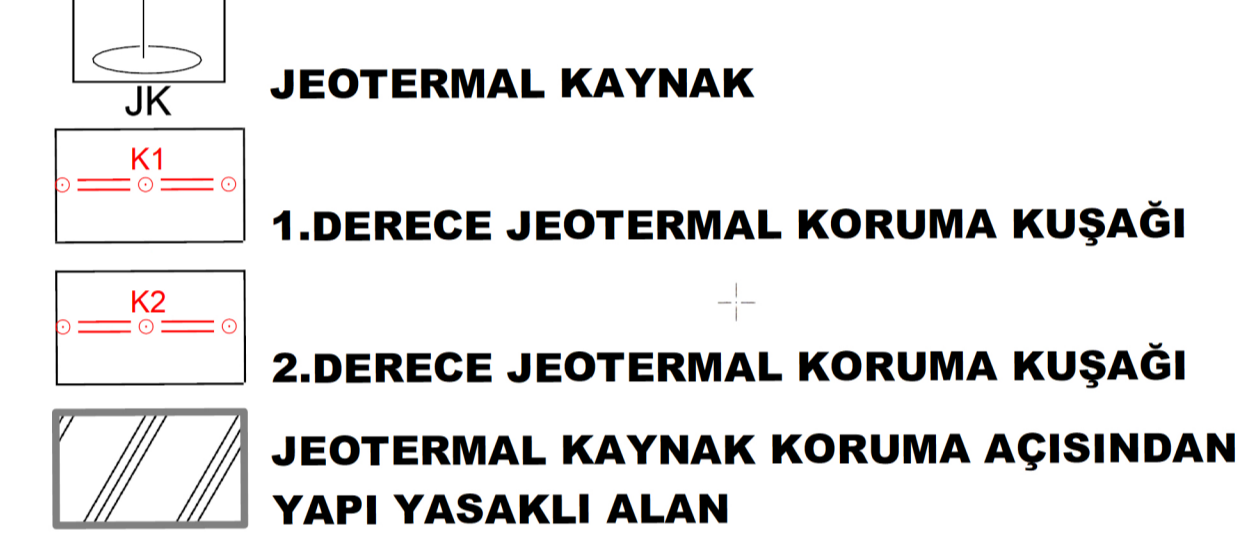 JK
JEOTERMAL KAYNAK
K1
1.DERECE JEOTERMAL KORUMA KUŞAĞI
K2
2.DERECE JEOTERMAL KORUMA KUŞAĞI
JEOTERMAL KAYNAK KORUMA AÇISINDAN
YAPI YASAKLI ALAN